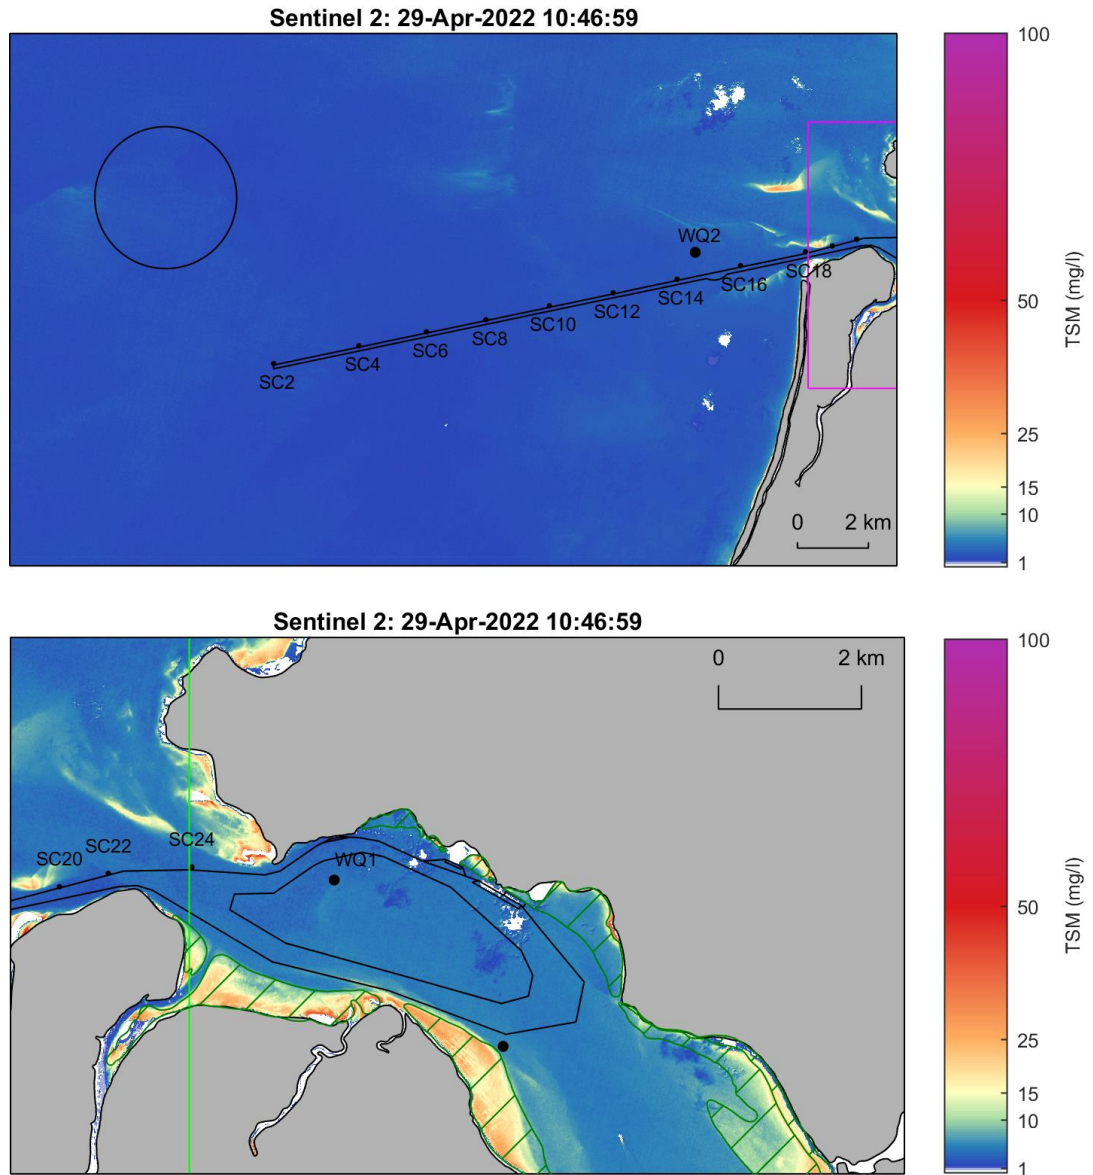 Sentinel 2: 29-Apr-2022 10:46:59
100
50
25
15
10
1
TSM (mg/l)
WQ2
SC18
SC16
SC14
SC12
SC10
SC8
SC6
SC4
SC2
0 2 km
Sentinel 2: 29-Apr-2022 10:46:59
0 2 km
100
50
25
15
10
1
TSM (mg/l)
SC24
SC22
SC20
WQ1